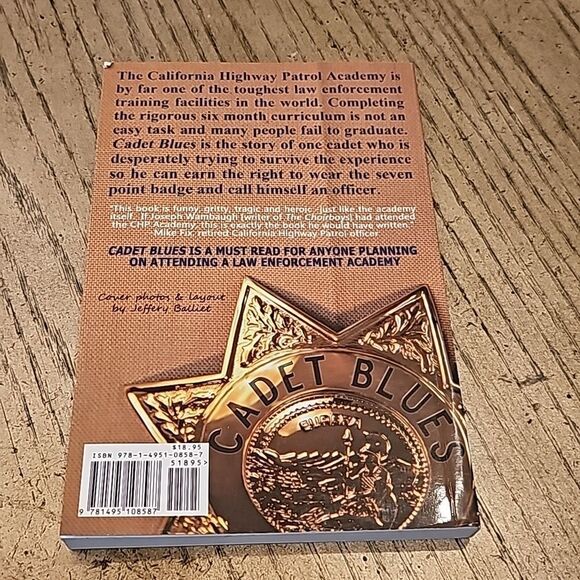 The California Highway Patrol Academy is
by far one of the toughest law enforcement
training facilities in the world. Completing
the rigorous six month curriculum is not an
easy task and many people fail to graduate.
Cadet Blues is the story of one cadet who is
desperately trying to survive the experience
so he can earn the right to wear the seven
point badge and call himself an officer.
"This book is funny, gritty, tragic and heroic - just like the academy
itself. If Joseph Wambaugh [writer of The Choirboys] had attended
the CHP Academy, this is exactly the book he would have written."
-Mike Fix, retired California Highway Patrol officer
CADET BLUES IS A MUST READ FOR ANYONE PLANNING
ON ATTENDING A LAW ENFORCEMENT ACADEMY
Cover photos & layout
by Jeffery Balliet
CADET BLUES
EUREKA
$18.95
ISBN 978-1-4951-0858-7
51895>
9 781495 108587